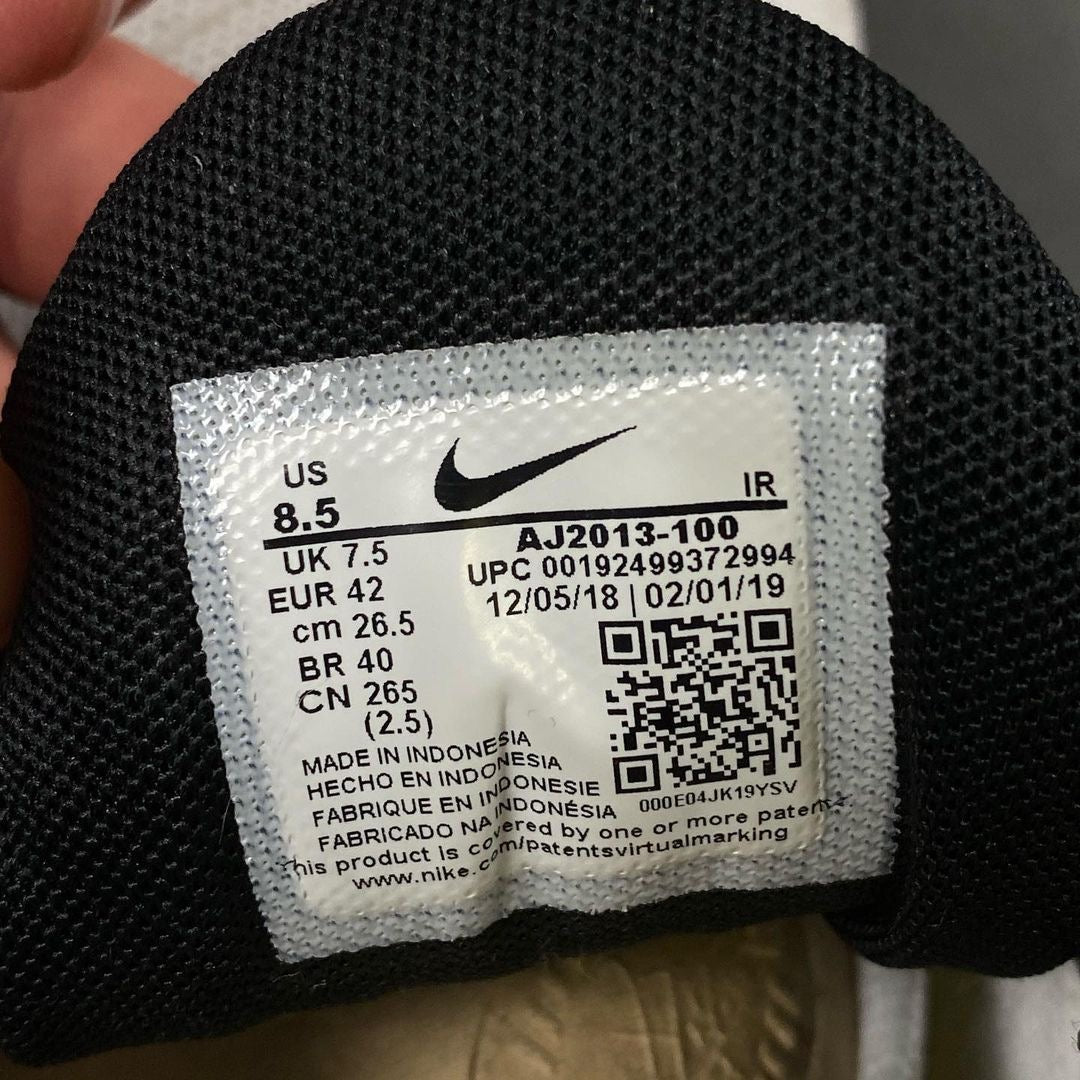 US
8.5
IR
UK 7.5
EUR 42
cm 26.5
BR 40
CN 265
(2.5)
AJ2013-100
UPC 00192499372994
12/05/18 | 02/01/19
000E04JK19YSV
MADE IN INDONESIA
HECHO EN INDONESIA
FABRIQUE EN INDONESIE
FABRICADO NA INDONÉSIA
This product is covered by one or more patents
www.nike.com/patentsvirtualmarking